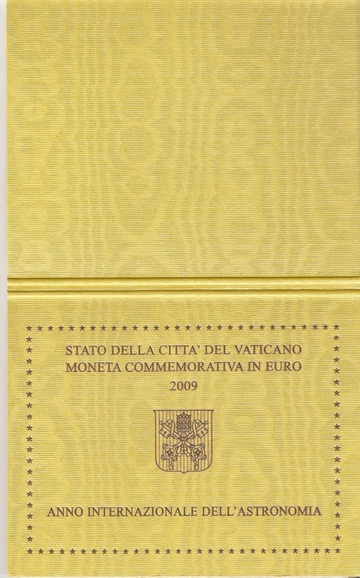 STATO DELLA CITTA' DEL VATICANO
MONETA COMMEMORATIVA IN EURO
2009
ANNO INTERNAZIONALE DELL'ASTRONOMIA